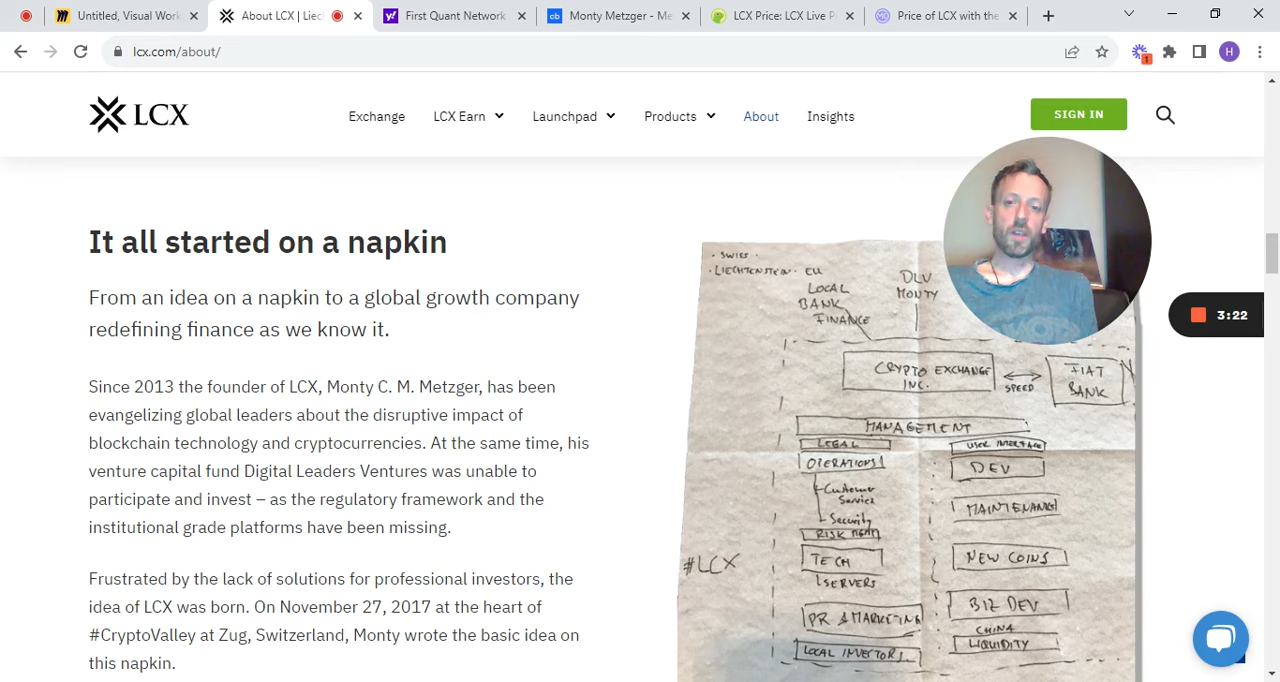 Untitled, Visual Work
About LCX | Liec
First Quant Network
Monty Metzger - Me
LCX Price: LCX Live P
Price of LCX with the
lcx.com/about/
1
H
LCX
Exchange
LCX Earn
Launchpad
Products
About
Insights
SIGN IN
3:22
It all started on a napkin
From an idea on a napkin to a global growth company
redefining finance as we know it.
Since 2013 the founder of LCX, Monty C. M. Metzger, has been
evangelizing global leaders about the disruptive impact of
blockchain technology and cryptocurrencies. At the same time, his
venture capital fund Digital Leaders Ventures was unable to
participate and invest – as the regulatory framework and the
institutional grade platforms have been missing.
Frustrated by the lack of solutions for professional investors, the
idea of LCX was born. On November 27, 2017 at the heart of
#CryptoValley at Zug, Switzerland, Monty wrote the basic idea on
this napkin.
· SWISS ·
· LIECHTENSTEIN · EU
LOCAL
BANK
FINANCE
DLV
MONTY
CRYPTO EXCHANGE
INC.
SPEED
FIAT
BANK
MANAGEMENT
LEGAL
OPERATIONS
Customer
Service
Security
RISK MGMT
TECH
SERVERS
PR & MARKETING
LOCAL INVESTORS
USER INTERFACE
DEV
MAINTENANCE
NEW COINS
BIZ DEV
CHINA
LIQUIDITY
#LCX